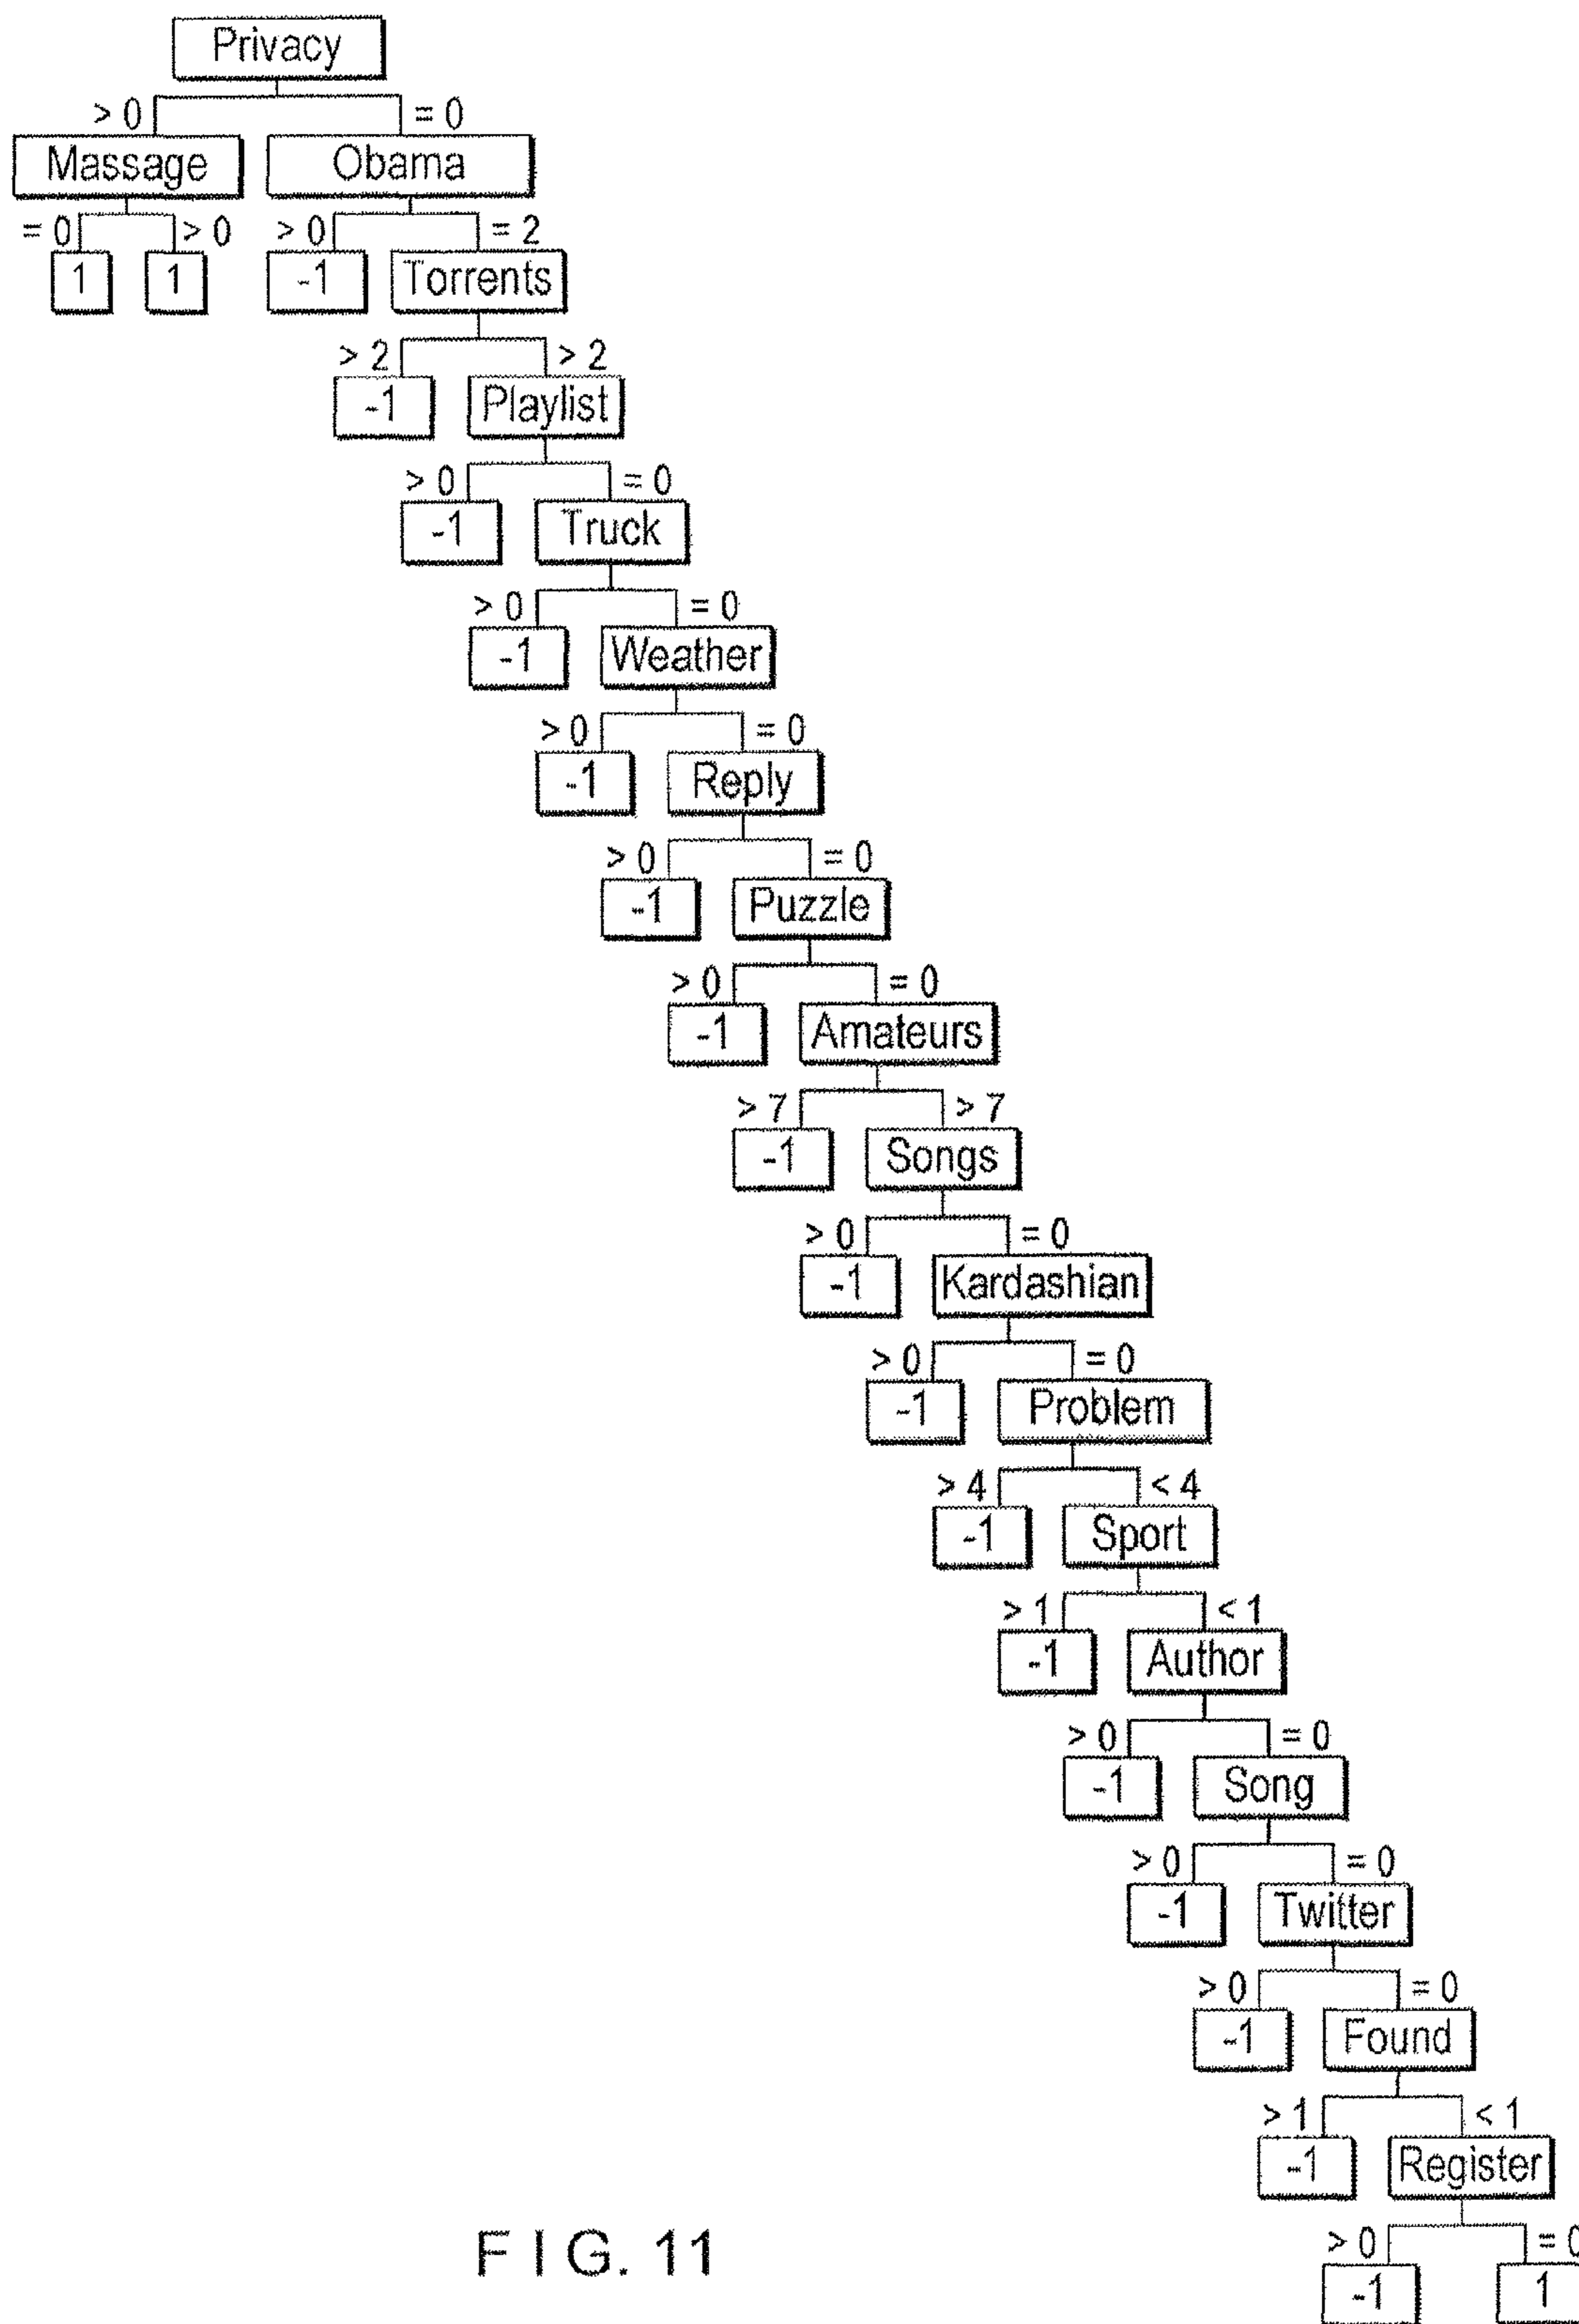 Privacy
> 0 = 0
Massage Obama
= 0 > 0 > 0 = 2
1 1 -1 Torrents
> 2 > 2
-1 Playlist
> 0 = 0
-1 Truck
> 0 = 0
-1 Weather
> 0 = 0
-1 Reply
> 0 = 0
-1 Puzzle
> 0 = 0
-1 Amateurs
> 7 > 7
-1 Songs
> 0 = 0
-1 Kardashian
> 0 = 0
-1 Problem
> 4 < 4
-1 Sport
> 1 < 1
-1 Author
> 0 = 0
-1 Song
> 0 = 0
-1 Twitter
> 0 = 0
-1 Found
> 1 < 1
-1 Register
> 0 = 0
-1 1
FIG. 11